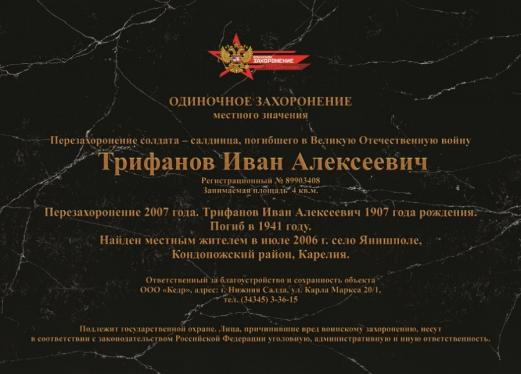 ВОИНСКОЕ
ЗАХОРОНЕНИЕ
ОДИНОЧНОЕ ЗАХОРОНЕНИЕ
местного значения
Перезахоронение солдата – салдинца, погибшего в Великую Отечественную войну
Трифанов Иван Алексеевич
Регистрационный № 89903408
Занимаемая площадь 4 кв.м.
Перезахоронение 2007 года. Трифанов Иван Алексеевич 1907 года рождения.
Погиб в 1941 году.
Найден местным жителем в июле 2006 г. село Янишполе,
Кондопожский район, Карелия.
Ответственный за благоустройство и сохранность объекта
ООО «Кедр», адрес: г. Нижняя Салда, ул. Карла Маркса 20/1,
тел. (34345) 3-36-15
Подлежит государственной охране. Лица, причинившие вред воинскому захоронению, несут
в соответствии с законодательством Российской Федерации уголовную, административную и иную ответственность.